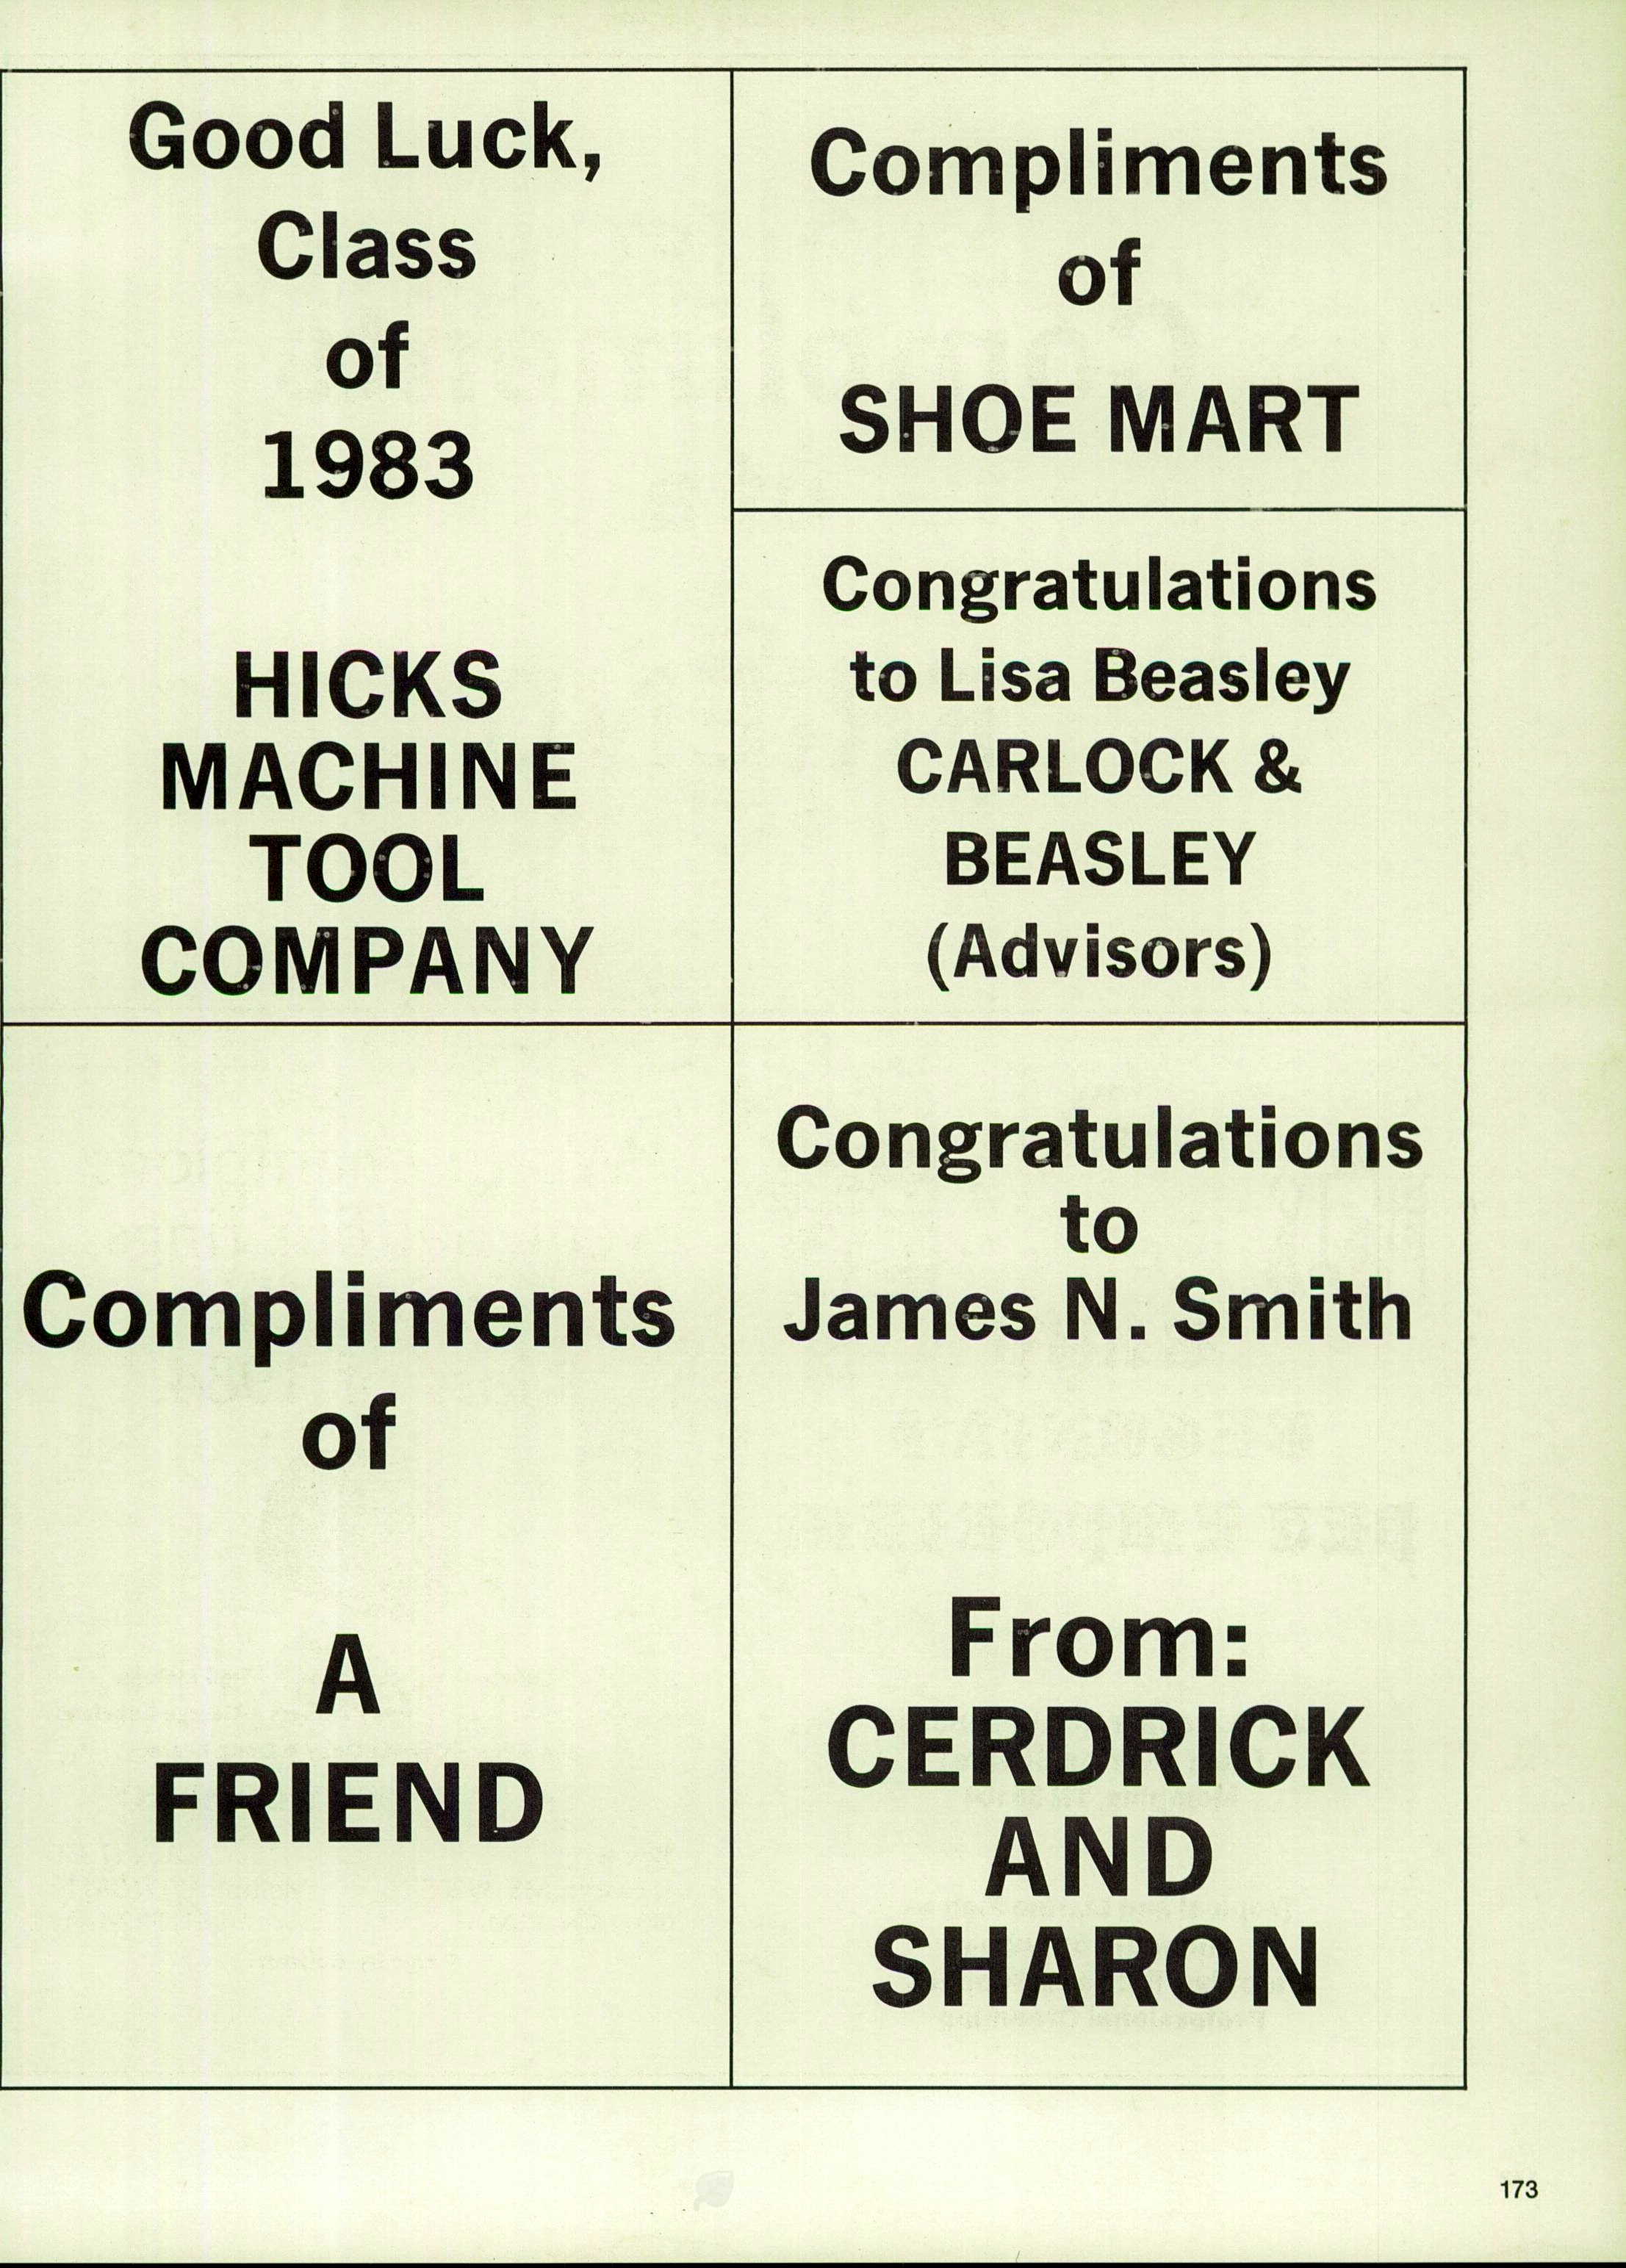 Good Luck,
Class
of
1983
HICKS
MACHINE
TOOL
COMPANY
Compliments
of
SHOE MART
Congratulations
to Lisa Beasley
CARLOCK &
BEASLEY
(Advisors)
Compliments
of
A
FRIEND
Congratulations
to
James N. Smith
From:
CERDRICK
AND
SHARON
173